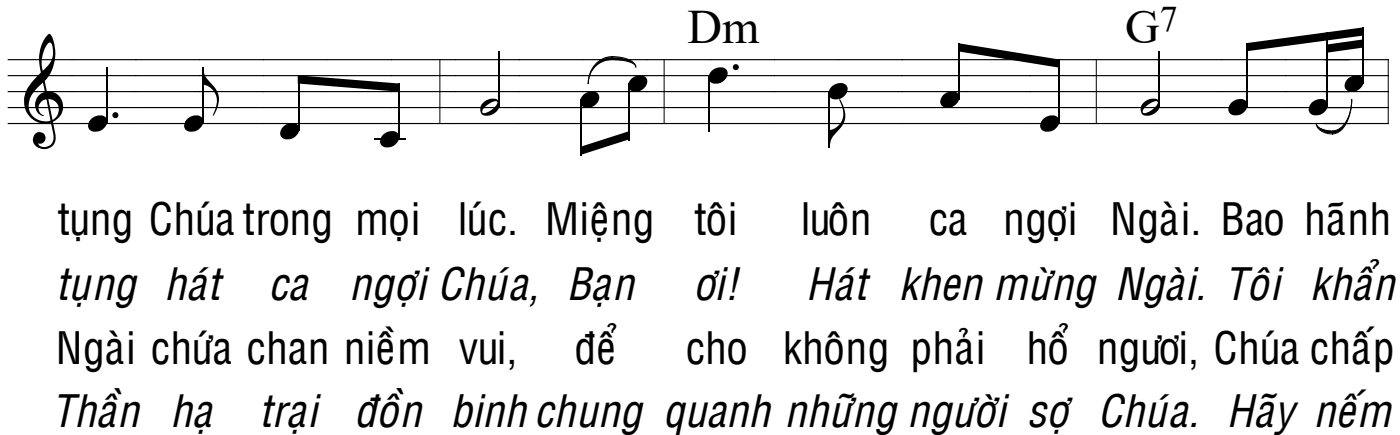 Dm G7
tụng Chúa trong mọi lúc. Miệng tôi luôn ca ngợi Ngài. Bao hãnh
tụng hát ca ngợi Chúa, Bạn ơi! Hát khen mừng Ngài. Tôi khẩn
Ngài chứa chan niềm vui, để cho không phải hổ ngươi, Chúa chấp
Thần hạ trại đồn binh chung quanh những người sợ Chúa. Hãy nếm